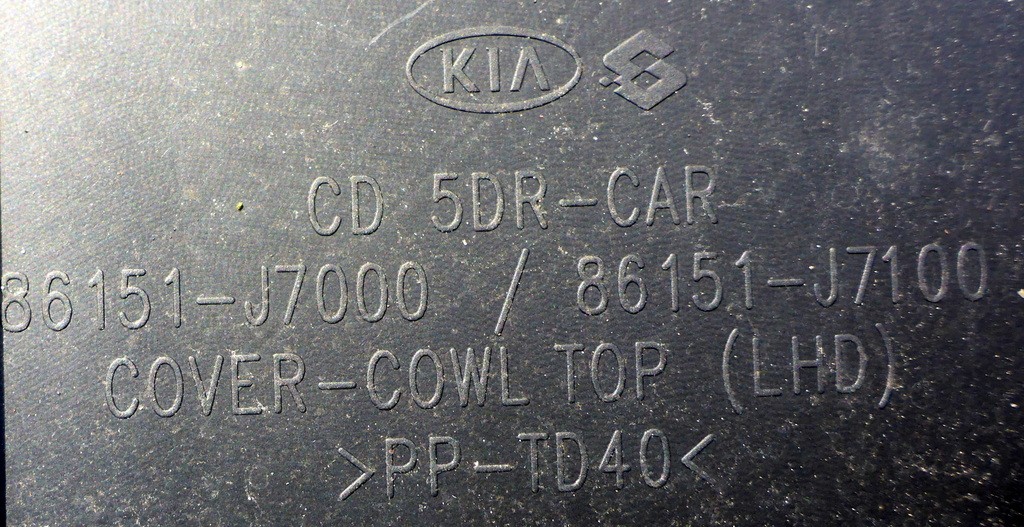 KIA
CD 5DR-CAR
86151-J7000 / 86151-J7100
COVER-COWL TOP (LHD)
>PP-TD40<